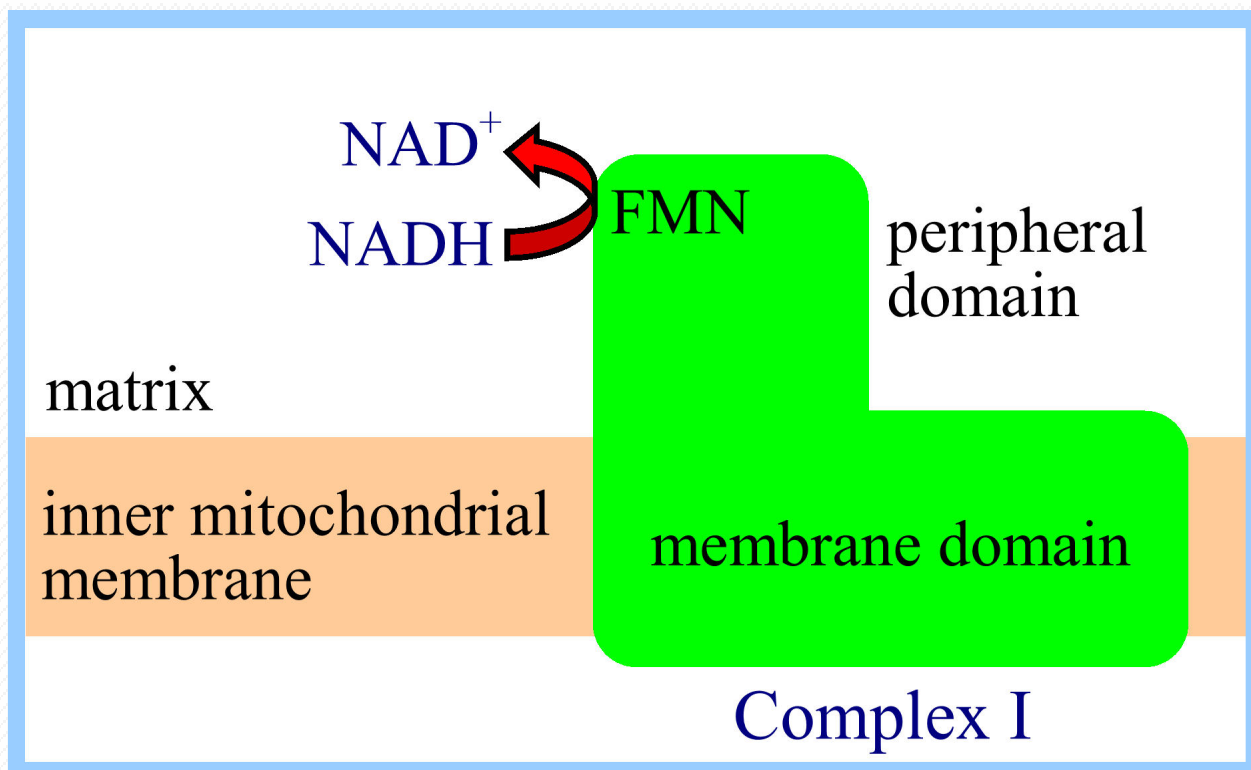 NAD⁺
NADH
FMN
peripheral
domain
matrix
inner mitochondrial
membrane
membrane domain
Complex I